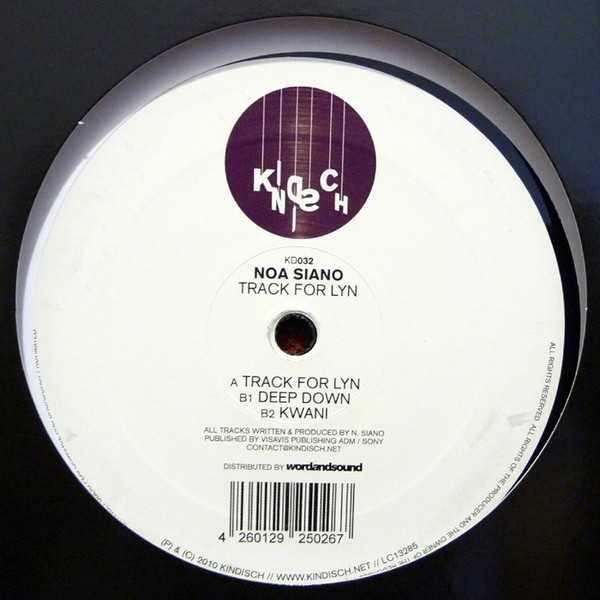 KINDISCH
KD032
NOA SIANO
TRACK FOR LYN
A TRACK FOR LYN
B1 DEEP DOWN
B2 KWANI
ALL TRACKS WRITTEN & PRODUCED BY N. SIANO
PUBLISHED BY VISAVIS PUBLISHING ADM / SONY
CONTACT@KINDISCH.NET
DISTRIBUTED BY wordandsound
4 260129 250267
(P) & (C) 2010 KINDISCH // WWW.KINDISCH.NET // LC13285
ALL RIGHTS RESERVED. ALL RIGHTS OF THE PRODUCER AND THE OWNER OF THE